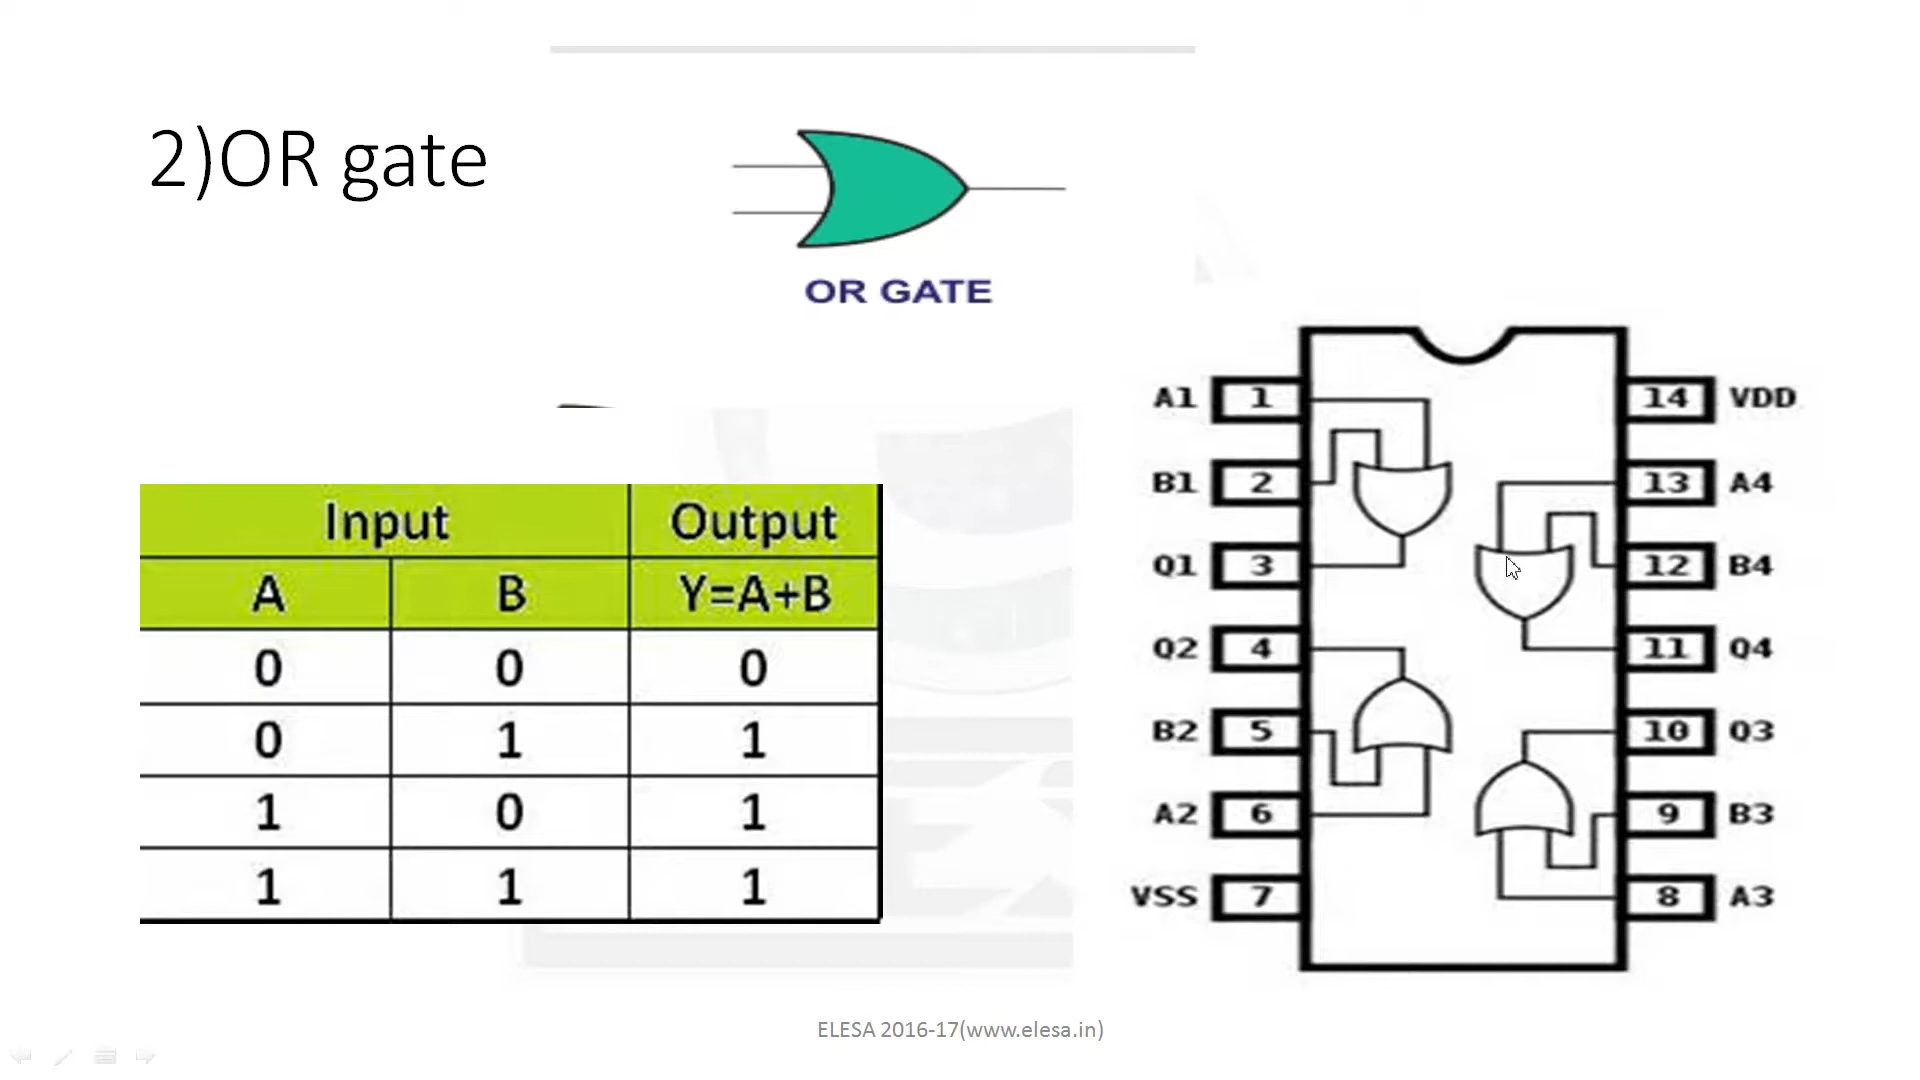 2)OR gate
OR GATE
Input Output
A B Y=A+B
0 0 0
0 1 1
1 0 1
1 1 1
A1 1 14 VDD
B1 2 13 A4
Q1 3 12 B4
Q2 4 11 Q4
B2 5 10 Q3
A2 6 9 B3
VSS 7 8 A3
ELESA 2016-17(www.elesa.in)